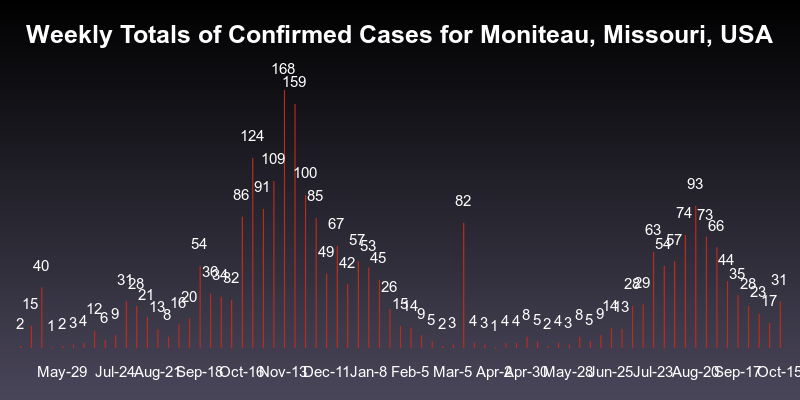 Weekly Totals of Confirmed Cases for Moniteau, Missouri, USA
2 15 40 1 2 3 4 12 6 9 31 28 21 13 8 16 20 54 36 34 32 86 124 91 109 168 159 100 85 49 67 42 57 53 45 26 15 14 9 5 2 3 82 4 3 1 4 4 8 5 2 4 3 8 5 9 14 13 28 29 63 54 57 74 93 73 66 44 35 28 23 17 31
May-29 Jul-24 Aug-21 Sep-18 Oct-16 Nov-13 Dec-11 Jan-8 Feb-5 Mar-5 Apr-2 Apr-30 May-28 Jun-25 Jul-23 Aug-20 Sep-17 Oct-15